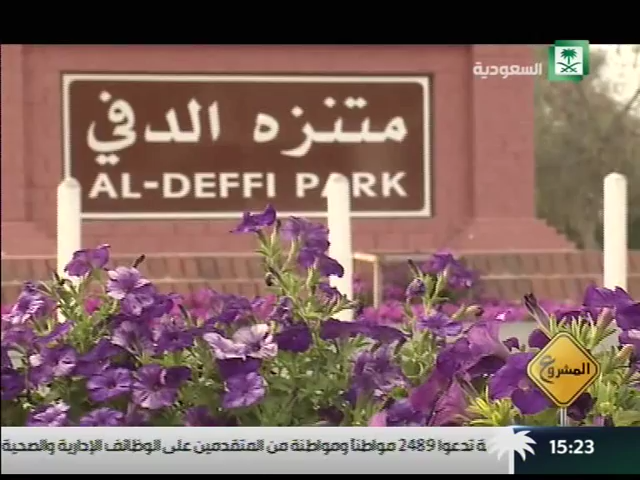 السعودية
متنزه الدفي
AL-DEFFI PARK
المشروع
ة تدعوا 2489 مواطناً ومواطنة من المتقدمين على الوظائف الإدارية والصحية
15:23